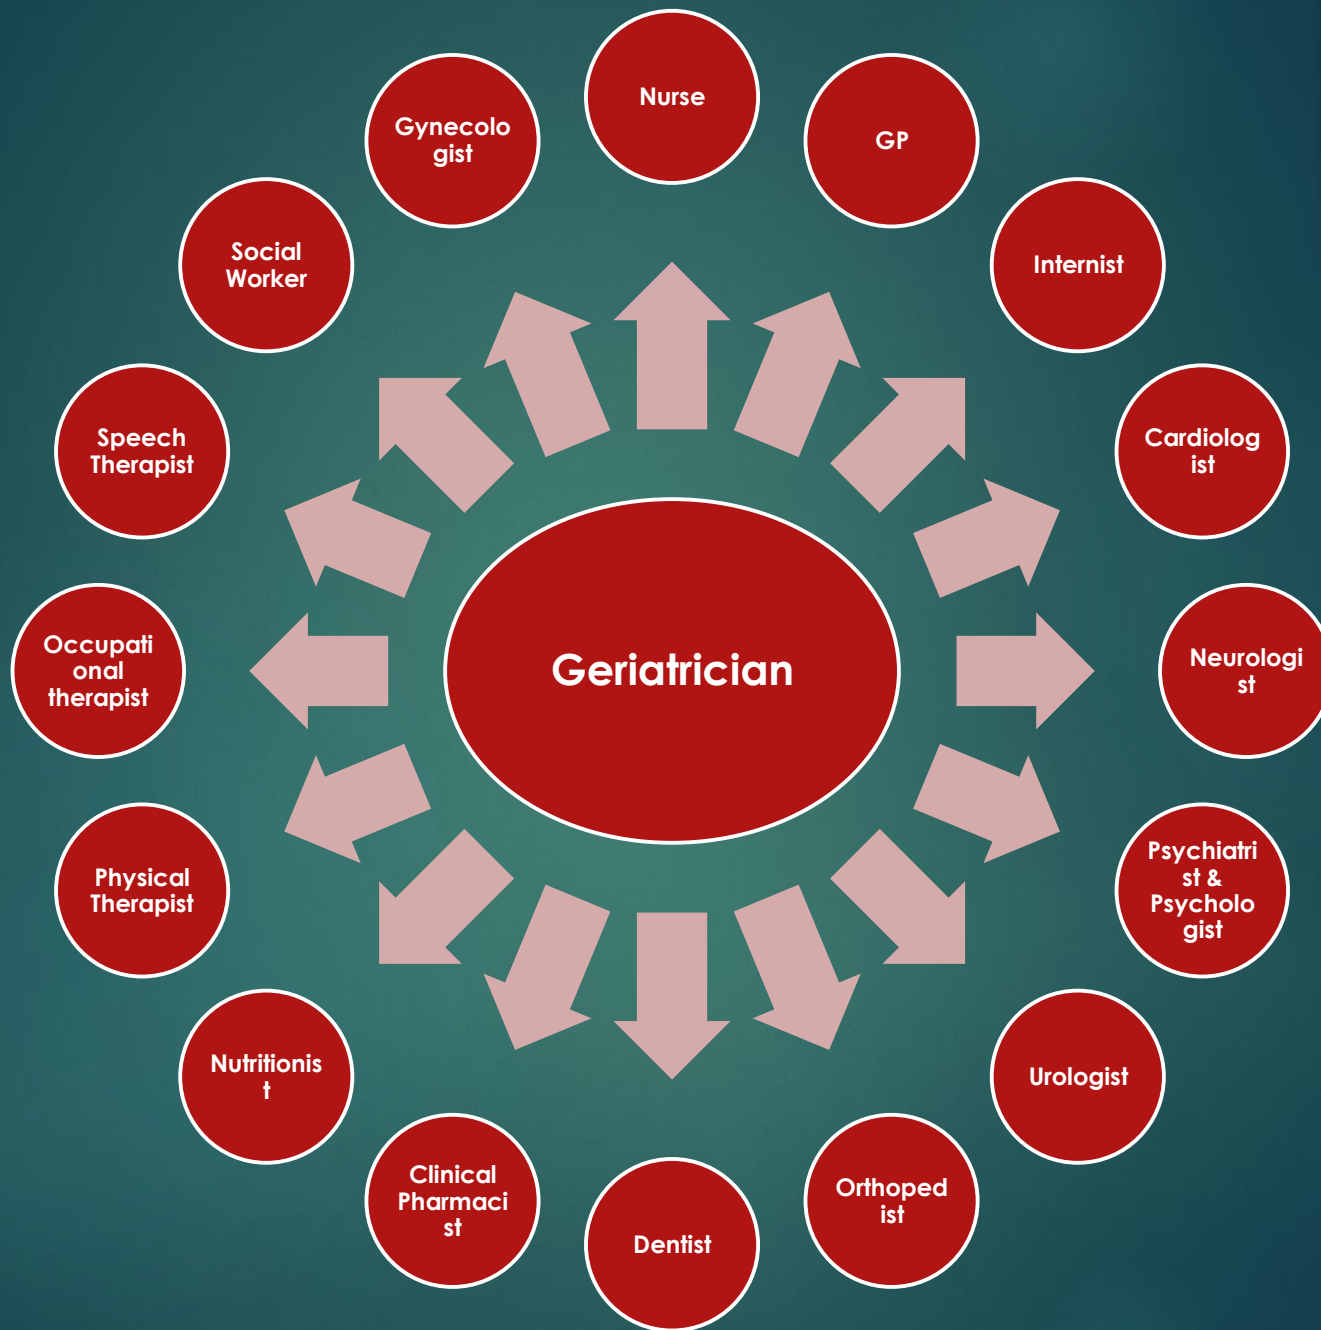 Nurse
GP
Internist
Cardiolog
ist
Neurologi
st
Psychiatri
st &
Psycholo
gist
Urologist
Orthoped
ist
Dentist
Clinical
Pharmaci
st
Nutritionis
t
Physical
Therapist
Occupati
onal
therapist
Speech
Therapist
Social
Worker
Gynecolo
gist
Geriatrician